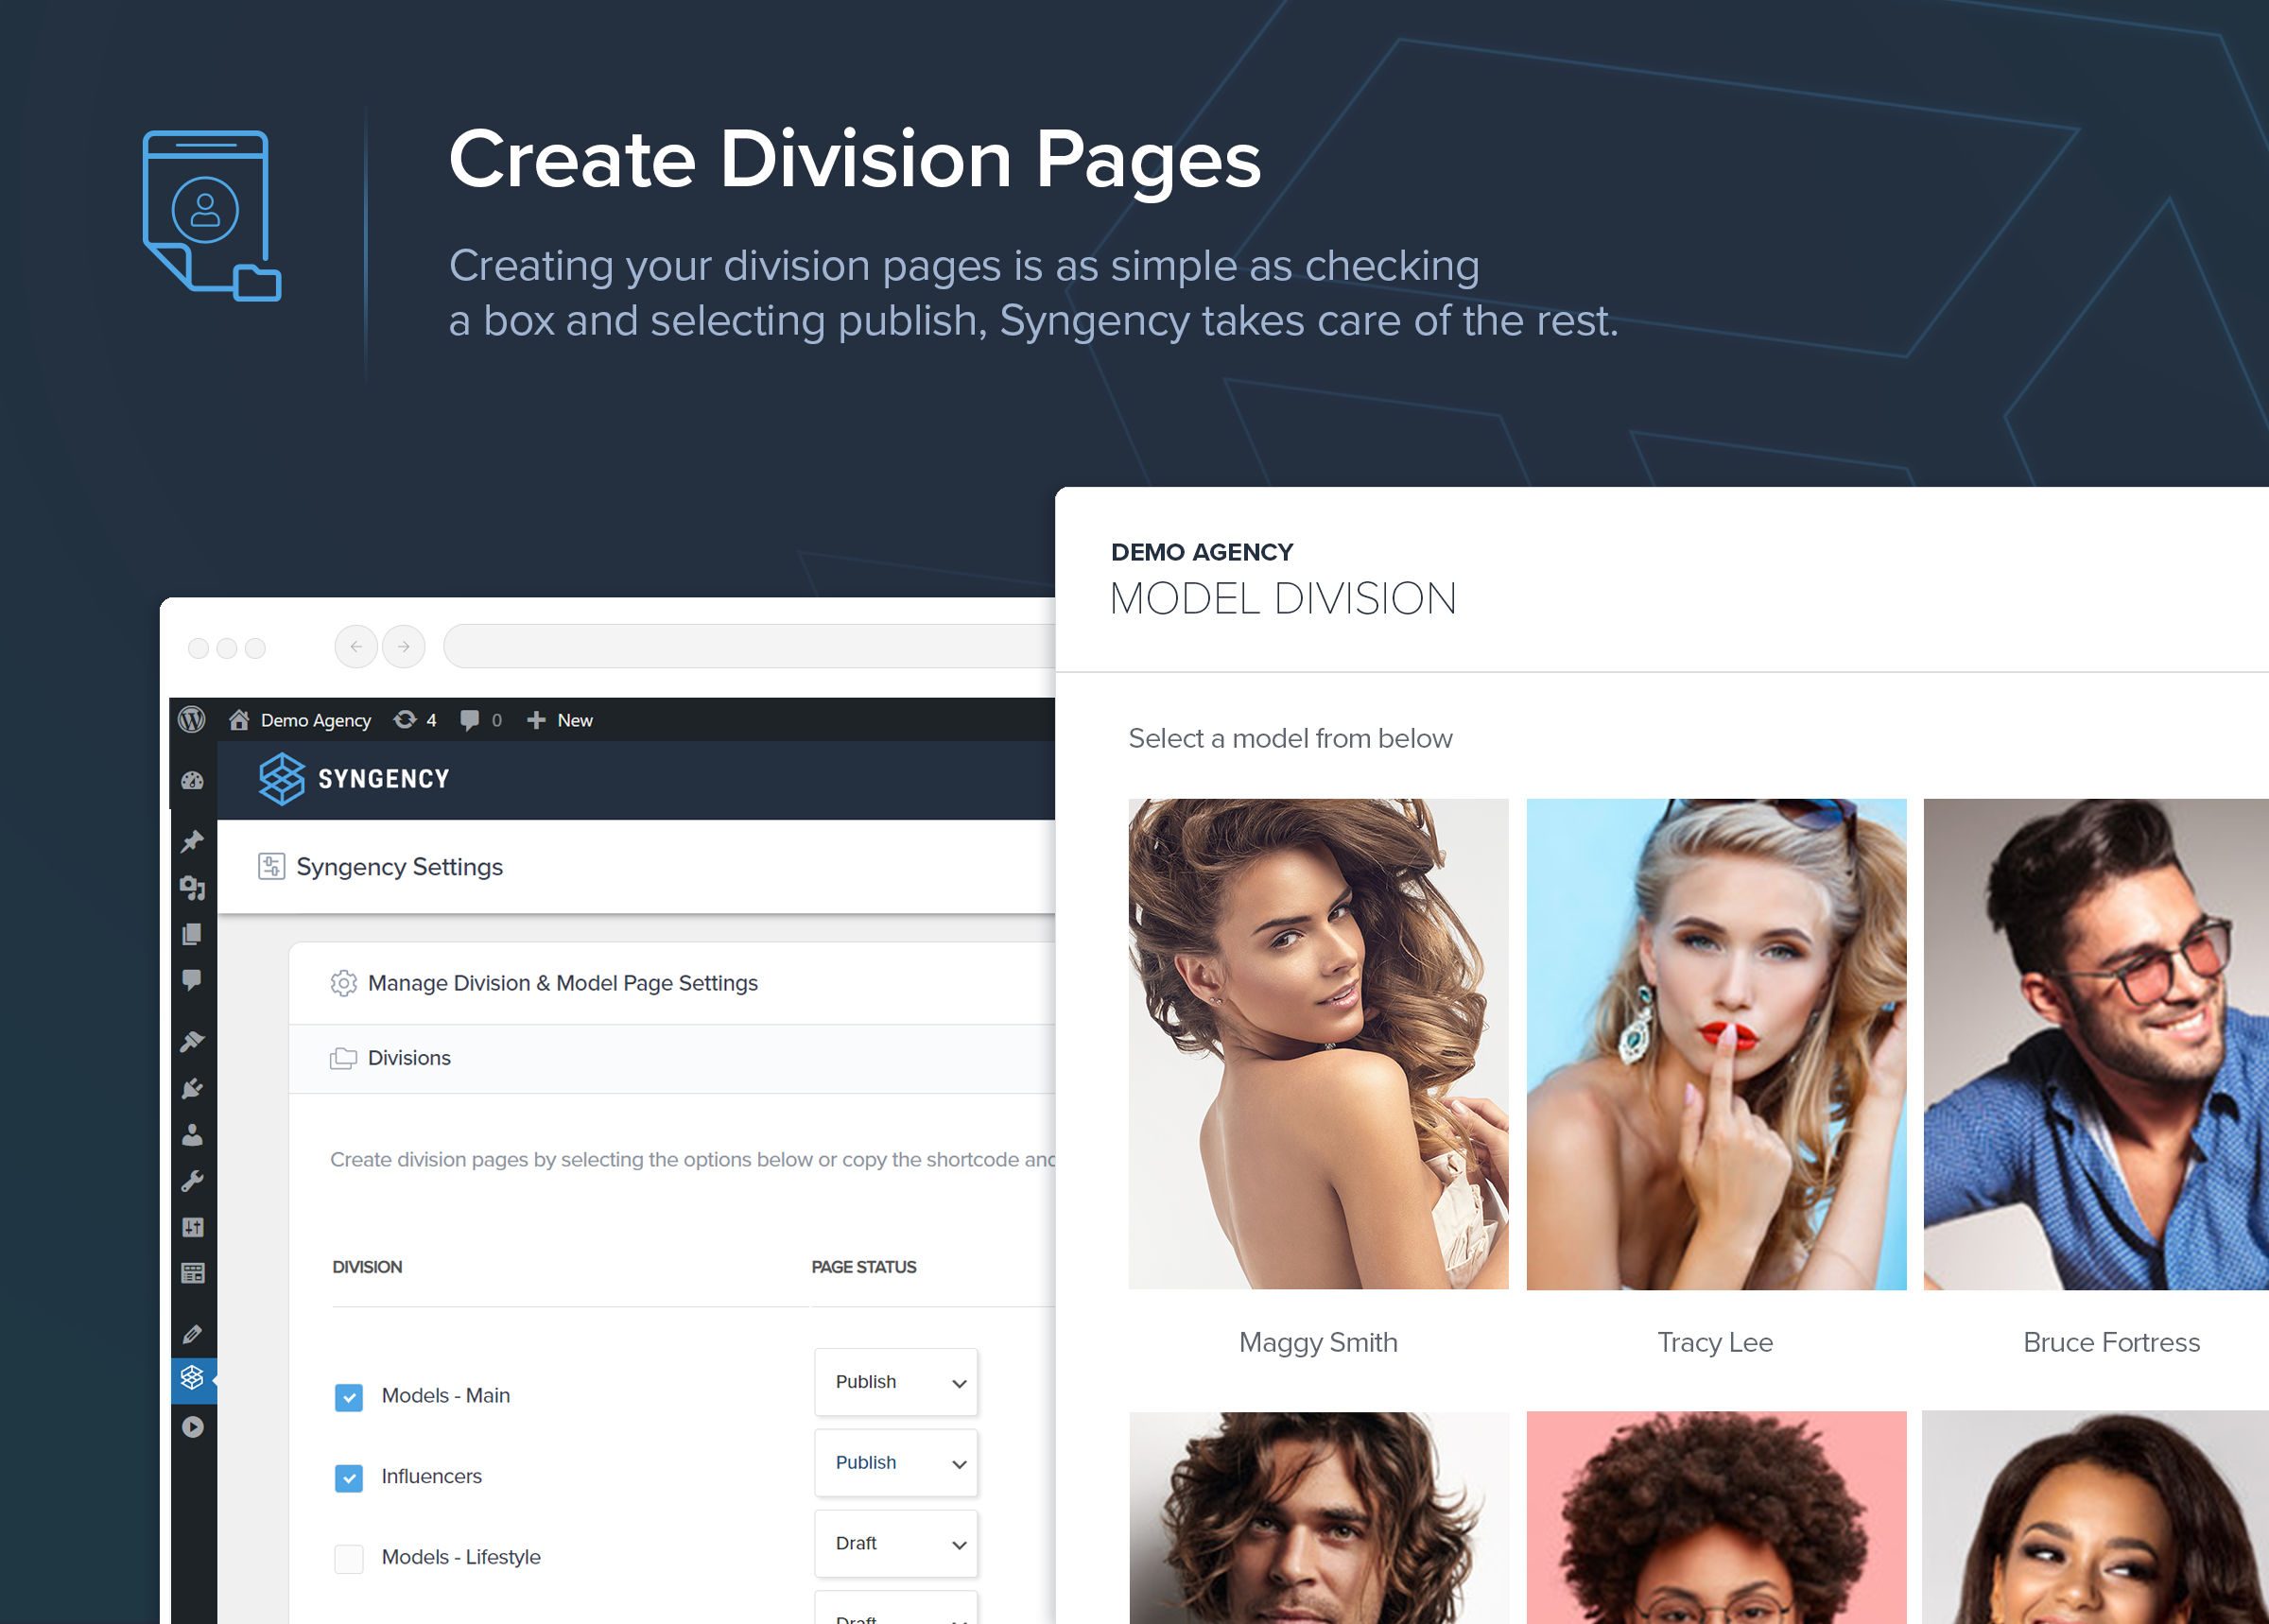 Create Division Pages
Creating your division pages is as simple as checking
a box and selecting publish, Syngency takes care of the rest.
DEMO AGENCY
MODEL DIVISION
Select a model from below
Maggy Smith
Tracy Lee
Bruce Fortress
Demo Agency
4
0
New
SYNGENCY
Syngency Settings
Manage Division & Model Page Settings
Divisions
Create division pages by selecting the options below or copy the shortcode and
DIVISION
PAGE STATUS
Models - Main
Publish
Influencers
Publish
Models - Lifestyle
Draft
Draft